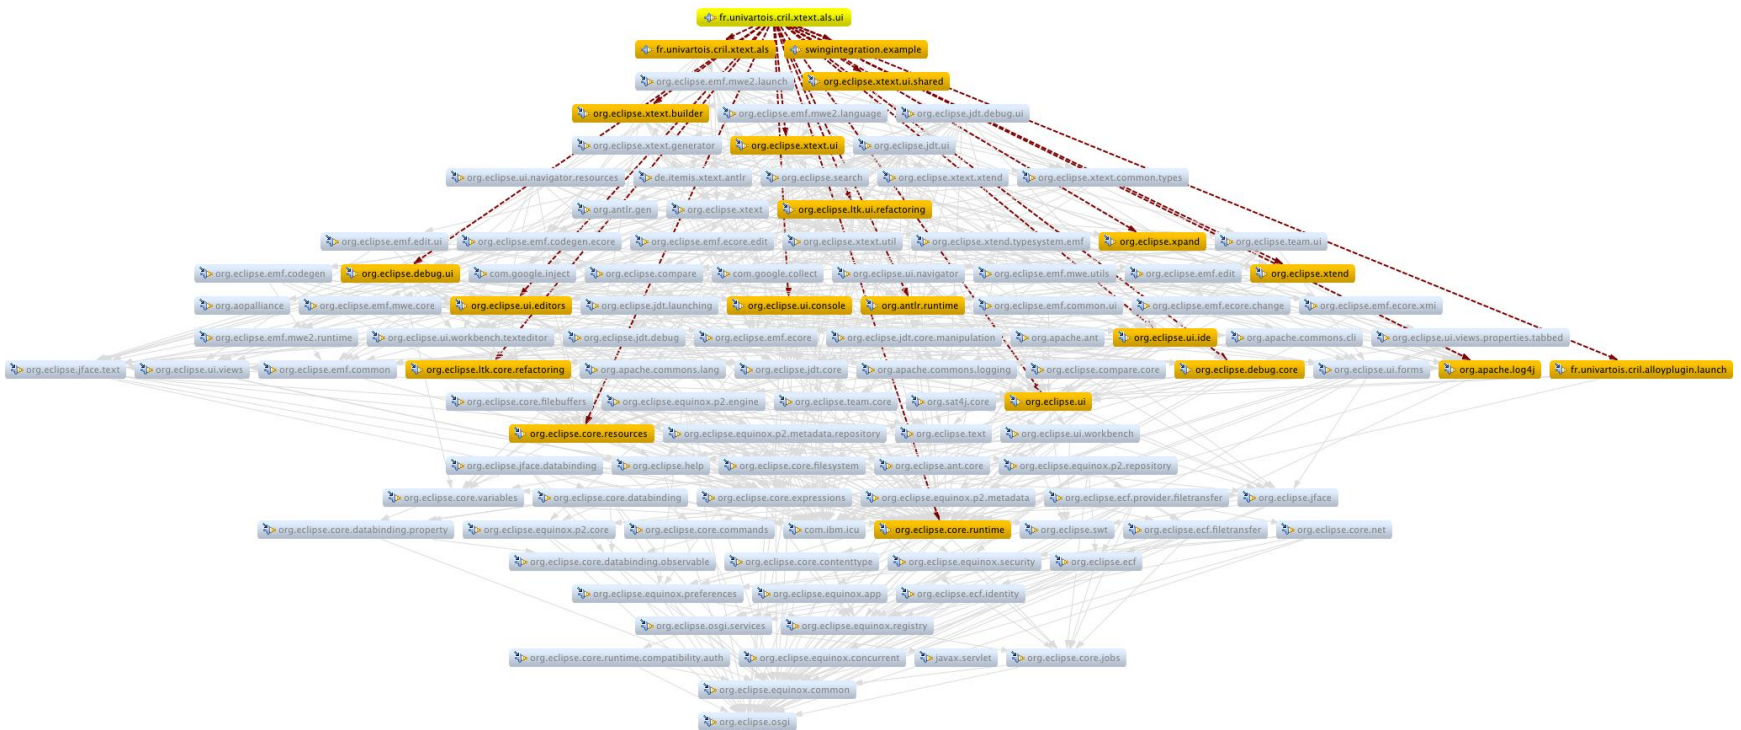 fr.univartois.cril.xtext.als.ui
fr.univartois.cril.xtext.als swingintegration.example
org.eclipse.emf.mwe2.launch org.eclipse.xtext.ui.shared
org.eclipse.xtext.builder org.eclipse.emf.mwe2.language org.eclipse.jdt.debug.ui
org.eclipse.xtext.generator org.eclipse.xtext.ui org.eclipse.jdt.ui
org.eclipse.ui.navigator.resources de.itemis.xtext.antlr org.eclipse.search org.eclipse.xtext.xtend org.eclipse.xtext.common.types
org.antlr.gen org.eclipse.xtext org.eclipse.ltk.ui.refactoring
org.eclipse.emf.edit.ui org.eclipse.emf.codegen.ecore org.eclipse.emf.ecore.edit org.eclipse.xtext.util org.eclipse.xtend.typesystem.emf org.eclipse.xpand org.eclipse.team.ui
org.eclipse.emf.codegen org.eclipse.debug.ui com.google.inject org.eclipse.compare com.google.collect org.eclipse.ui.navigator org.eclipse.emf.mwe.utils org.eclipse.emf.edit org.eclipse.xtend
org.aopalliance org.eclipse.emf.mwe.core org.eclipse.ui.editors org.eclipse.jdt.launching org.eclipse.ui.console org.antlr.runtime org.eclipse.emf.common.ui org.eclipse.emf.ecore.change org.eclipse.emf.ecore.xmi
org.eclipse.emf.mwe2.runtime org.eclipse.ui.workbench.texteditor org.eclipse.jdt.debug org.eclipse.emf.ecore org.eclipse.jdt.core.manipulation org.apache.ant org.eclipse.ui.ide org.apache.commons.cli org.eclipse.ui.views.properties.tabbed
org.eclipse.jface.text org.eclipse.ui.views org.eclipse.emf.common org.eclipse.ltk.core.refactoring org.apache.commons.lang org.eclipse.jdt.core org.apache.commons.logging org.eclipse.compare.core org.eclipse.debug.core org.eclipse.ui.forms org.apache.log4j fr.univartois.cril.alloyplugin.launch
org.eclipse.core.filebuffers org.eclipse.equinox.p2.engine org.eclipse.team.core org.sat4j.core org.eclipse.ui
org.eclipse.core.resources org.eclipse.equinox.p2.metadata.repository org.eclipse.text org.eclipse.ui.workbench
org.eclipse.jface.databinding org.eclipse.help org.eclipse.core.filesystem org.eclipse.ant.core org.eclipse.equinox.p2.repository
org.eclipse.core.variables org.eclipse.core.databinding org.eclipse.core.expressions org.eclipse.equinox.p2.metadata org.eclipse.ecf.provider.filetransfer org.eclipse.jface
org.eclipse.core.databinding.property org.eclipse.equinox.p2.core org.eclipse.core.commands com.ibm.icu org.eclipse.core.runtime org.eclipse.swt org.eclipse.ecf.filetransfer org.eclipse.core.net
org.eclipse.core.databinding.observable org.eclipse.core.contenttype org.eclipse.equinox.security org.eclipse.ecf
org.eclipse.equinox.preferences org.eclipse.equinox.app org.eclipse.ecf.identity
org.eclipse.osgi.services org.eclipse.equinox.registry
org.eclipse.core.runtime.compatibility.auth org.eclipse.equinox.concurrent javax.servlet org.eclipse.core.jobs
org.eclipse.equinox.common
org.eclipse.osgi